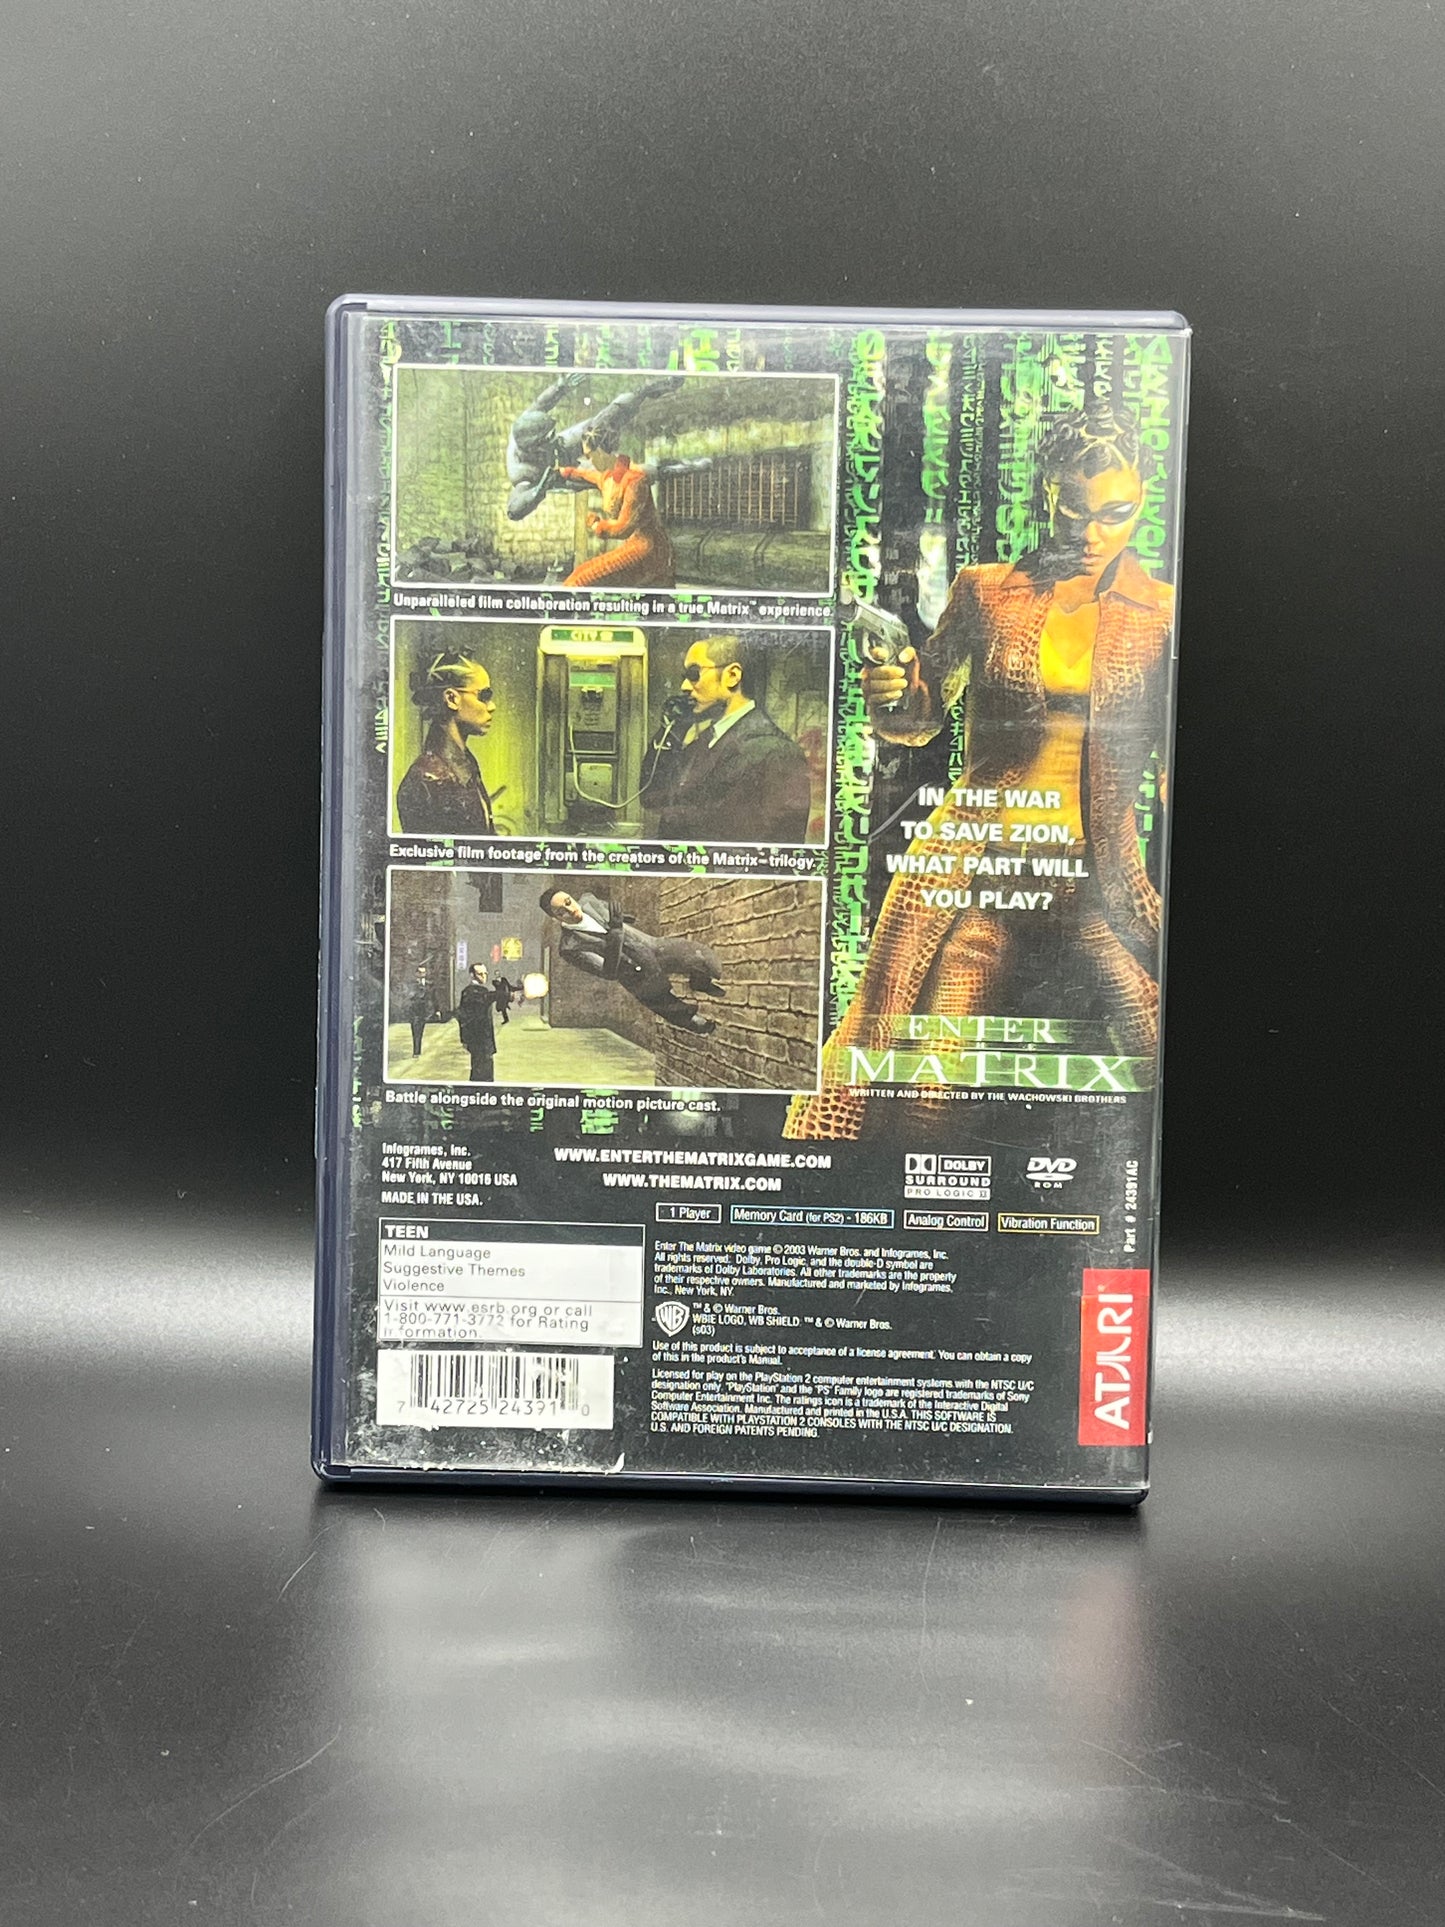 Unparalleled film collaboration resulting in a true Matrix™ experience.
CITY
Exclusive film footage from the creators of the Matrix™ trilogy.
Battle alongside the original motion picture cast.
IN THE WAR
TO SAVE ZION,
WHAT PART WILL
YOU PLAY?
ENTER
THE
MATRIX
WRITTEN AND DIRECTED BY THE WACHOWSKI BROTHERS
Infogrames, Inc.
417 Fifth Avenue
New York, NY 10016 USA
MADE IN THE USA.
WWW.ENTERTHEMATRIXGAME.COM
WWW.THEMATRIX.COM
DOLBY
SURROUND
PRO LOGIC II
DVD
ROM
Part # 24391AC
1 Player
Memory Card (for PS2) - 186KB
Analog Control
Vibration Function
TEEN
Mild Language
Suggestive Themes
Violence
Visit www.esrb.org or call
1-800-771-3772 for Rating
Information.
7 42725 24391 0
Enter The Matrix video game © 2003 Warner Bros. and Infogrames, Inc.
All rights reserved. Dolby, Pro Logic, and the double-D symbol are
trademarks of Dolby Laboratories. All other trademarks are the property
of their respective owners. Manufactured and marketed by Infogrames,
Inc., New York, NY.
WB
™ & © Warner Bros.
WBIE LOGO, WB SHIELD: ™ & © Warner Bros.
(s03)
Use of this product is subject to acceptance of a license agreement. You can obtain a copy
of this in the product's Manual.
Licensed for play on the PlayStation 2 computer entertainment systems with the NTSC U/C
designation only. "PlayStation" and the "PS" Family logo are registered trademarks of Sony
Computer Entertainment Inc. The ratings icon is a trademark of the Interactive Digital
Software Association. Manufactured and printed in the U.S.A. THIS SOFTWARE IS
COMPATIBLE WITH PLAYSTATION 2 CONSOLES WITH THE NTSC U/C DESIGNATION.
U.S. AND FOREIGN PATENTS PENDING.
ATARI